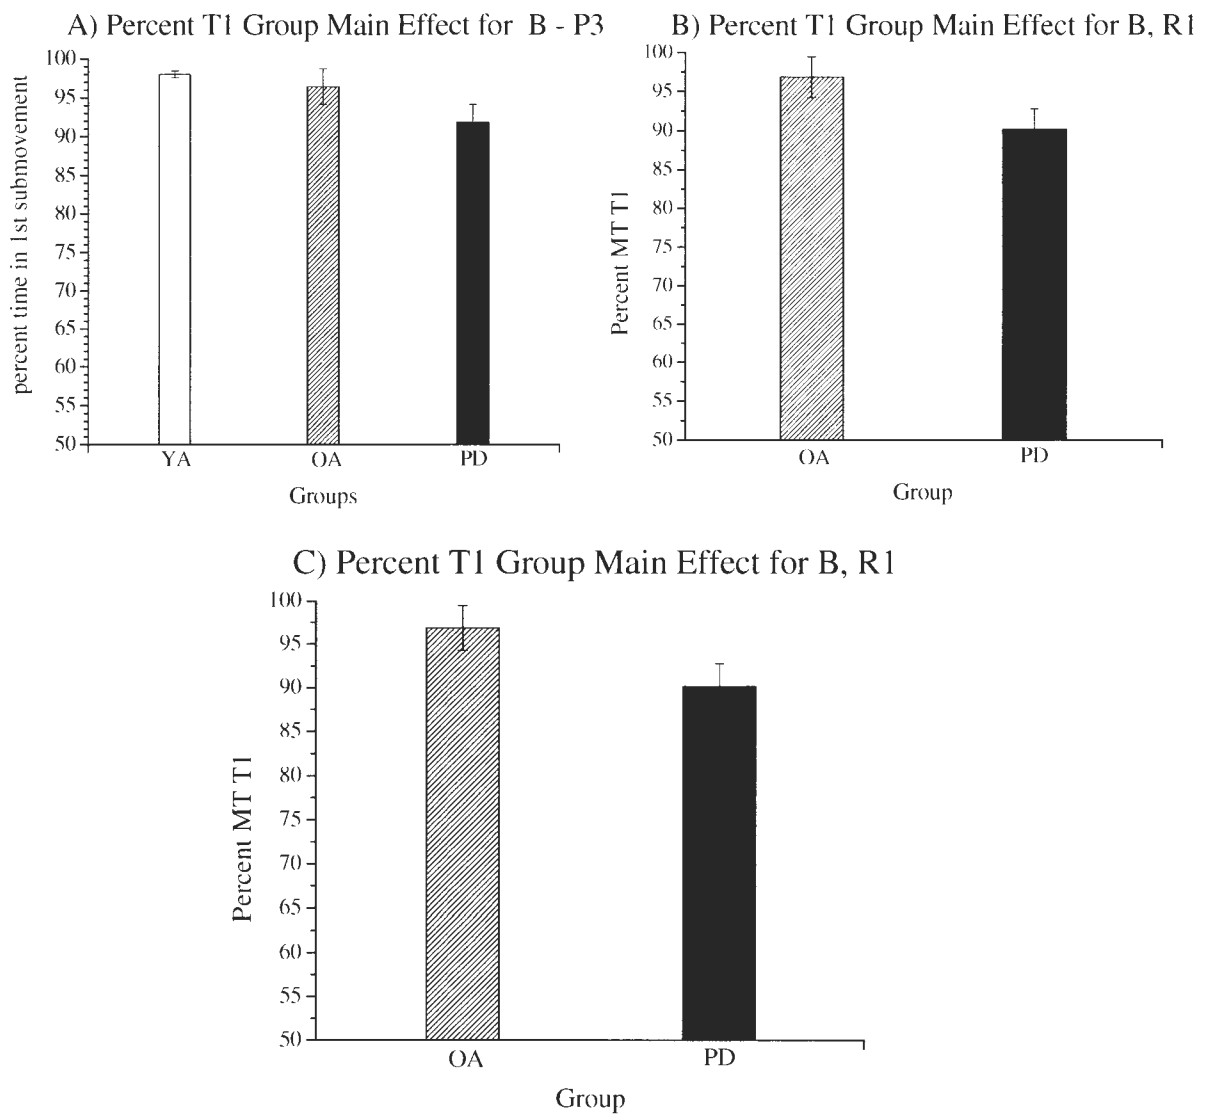 A) Percent T1 Group Main Effect for B - P3
percent time in 1st submovement
100
95
90
85
80
75
70
65
60
55
50
YA OA PD
Groups
B) Percent T1 Group Main Effect for B, R1
Percent MT T1
100
95
90
85
80
75
70
65
60
55
50
OA PD
Group
C) Percent T1 Group Main Effect for B, R1
Percent MT T1
100
95
90
85
80
75
70
65
60
55
50
OA PD
Group